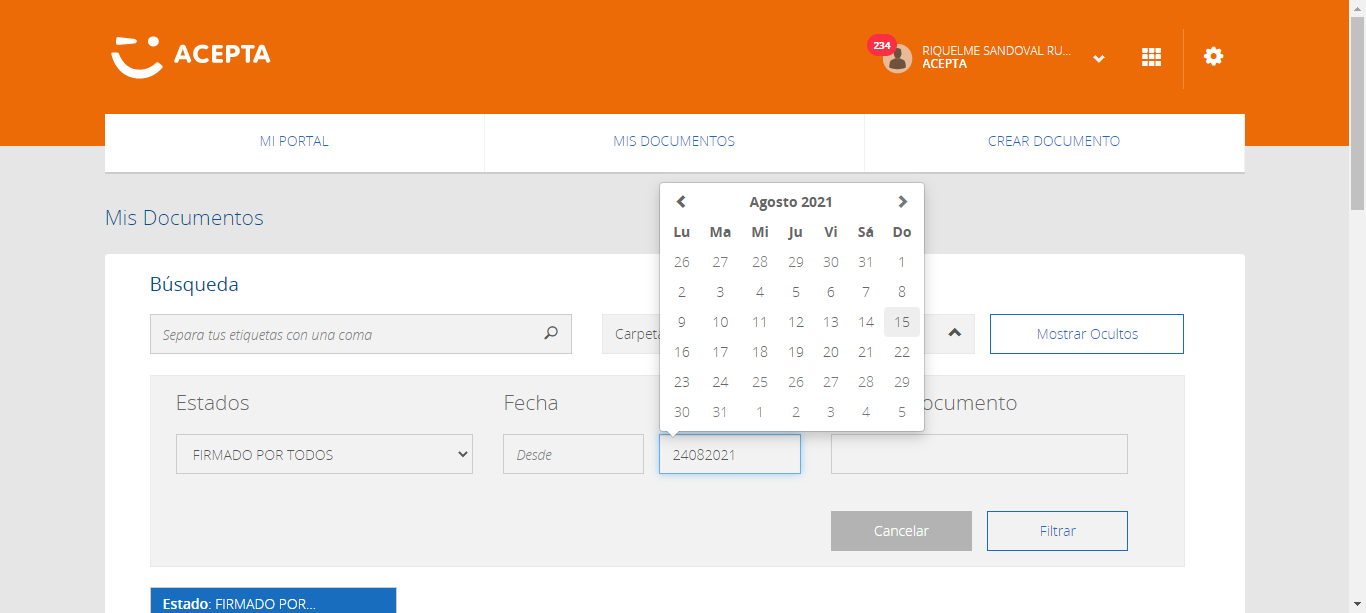 ACEPTA
234
RIQUELME SANDOVAL RU...
ACEPTA
MI PORTAL
MIS DOCUMENTOS
CREAR DOCUMENTO
Mis Documentos
Agosto 2021
Lu Ma Mi Ju Vi Sá Do
26 27 28 29 30 31 1
2 3 4 5 6 7 8
9 10 11 12 13 14 15
16 17 18 19 20 21 22
23 24 25 26 27 28 29
30 31 1 2 3 4 5
Búsqueda
Separa tus etiquetas con una coma
Carpeta
Mostrar Ocultos
Estados
Fecha
ocumento
FIRMADO POR TODOS
Desde
24082021
Cancelar
Filtrar
Estado: FIRMADO POR...